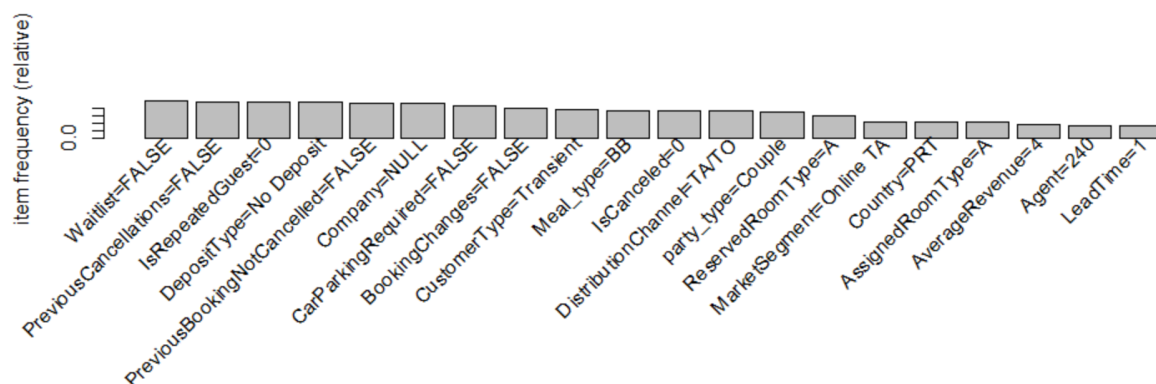 item frequency (relative)
0.0
Waitlist=FALSE
PreviousCancellations=FALSE
IsRepeatedGuest=0
DepositType=No Deposit
PreviousBookingNotCancelled=FALSE
Company=NULL
CarParkingRequired=FALSE
BookingChanges=FALSE
CustomerType=Transient
Meal_type=BB
IsCanceled=0
DistributionChannel=TA/TO
party_type=Couple
ReservedRoomType=A
MarketSegment=Online TA
Country=PRT
AssignedRoomType=A
AverageRevenue=4
Agent=240
LeadTime=1